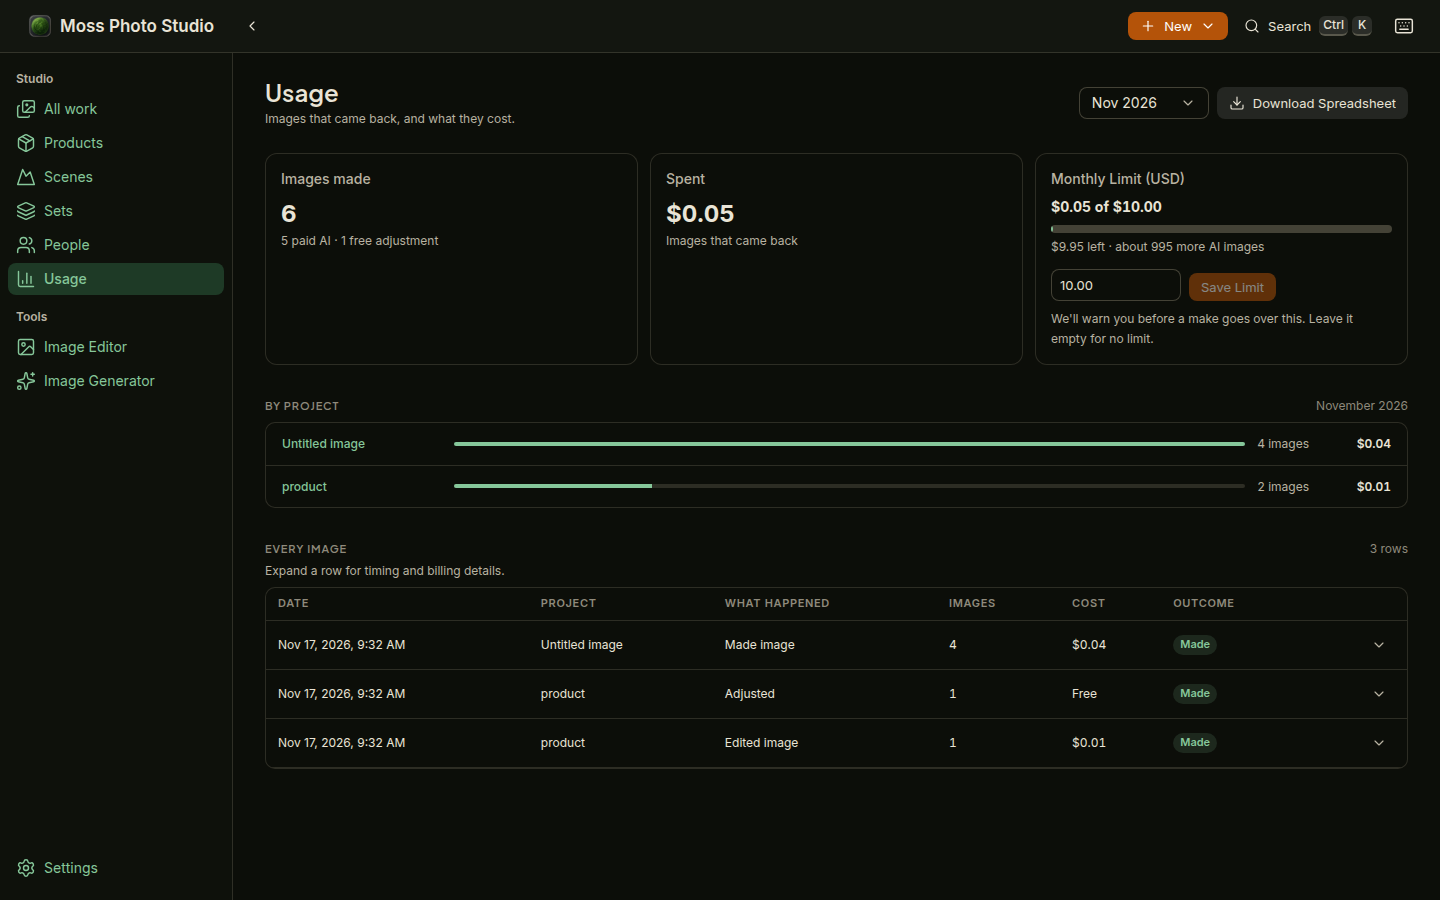 Moss Photo Studio
New
Search Ctrl K
Studio
All work
Products
Scenes
Sets
People
Usage
Tools
Image Editor
Image Generator
Settings
Usage
Images that came back, and what they cost.
Nov 2026
Download Spreadsheet
Images made
6
5 paid AI · 1 free adjustment
Spent
$0.05
Images that came back
Monthly Limit (USD)
$0.05 of $10.00
$9.95 left · about 995 more AI images
10.00
Save Limit
We'll warn you before a make goes over this. Leave it
empty for no limit.
BY PROJECT
November 2026
Untitled image 4 images $0.04
product 2 images $0.01
EVERY IMAGE
3 rows
Expand a row for timing and billing details.
DATE PROJECT WHAT HAPPENED IMAGES COST OUTCOME
Nov 17, 2026, 9:32 AM Untitled image Made image 4 $0.04 Made
Nov 17, 2026, 9:32 AM product Adjusted 1 Free Made
Nov 17, 2026, 9:32 AM product Edited image 1 $0.01 Made